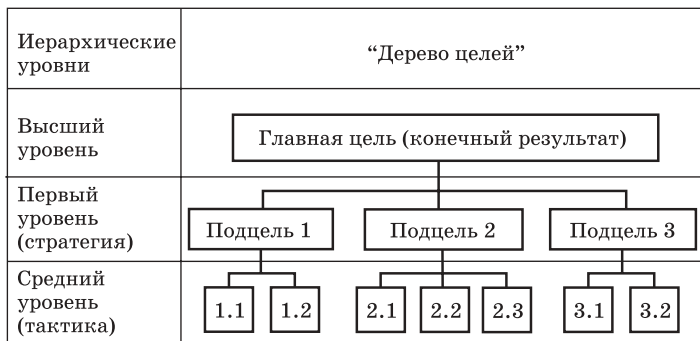 Иерархические
уровни
“Дерево целей”
Высший
уровень
Главная цель (конечный результат)
Первый
уровень
(стратегия)
Подцель 1
Подцель 2
Подцель 3
Средний
уровень
(тактика)
1.1
1.2
2.1
2.2
2.3
3.1
3.2